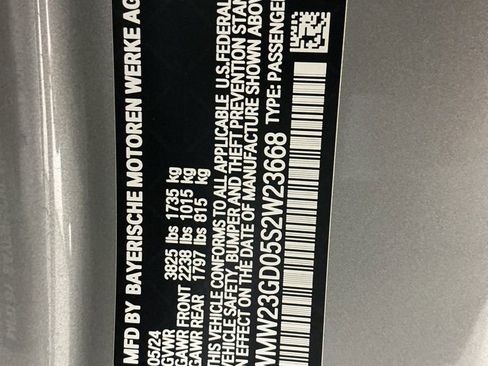 MFD BY BAYERISCHE MOTOREN WERKE AG
05/24
GVWR 3825 lbs 1735 kg
GAWR FRONT 2238 lbs 1015 kg
GAWR REAR 1797 lbs 815 kg
THIS VEHICLE CONFORMS TO ALL APPLICABLE U.S. FEDERAL
VEHICLE SAFETY, BUMPER AND THEFT PREVENTION STAN
IN EFFECT ON THE DATE OF MANUFACTURE SHOWN ABOV
WMW23GD05S2W23668 TYPE: PASSENGER